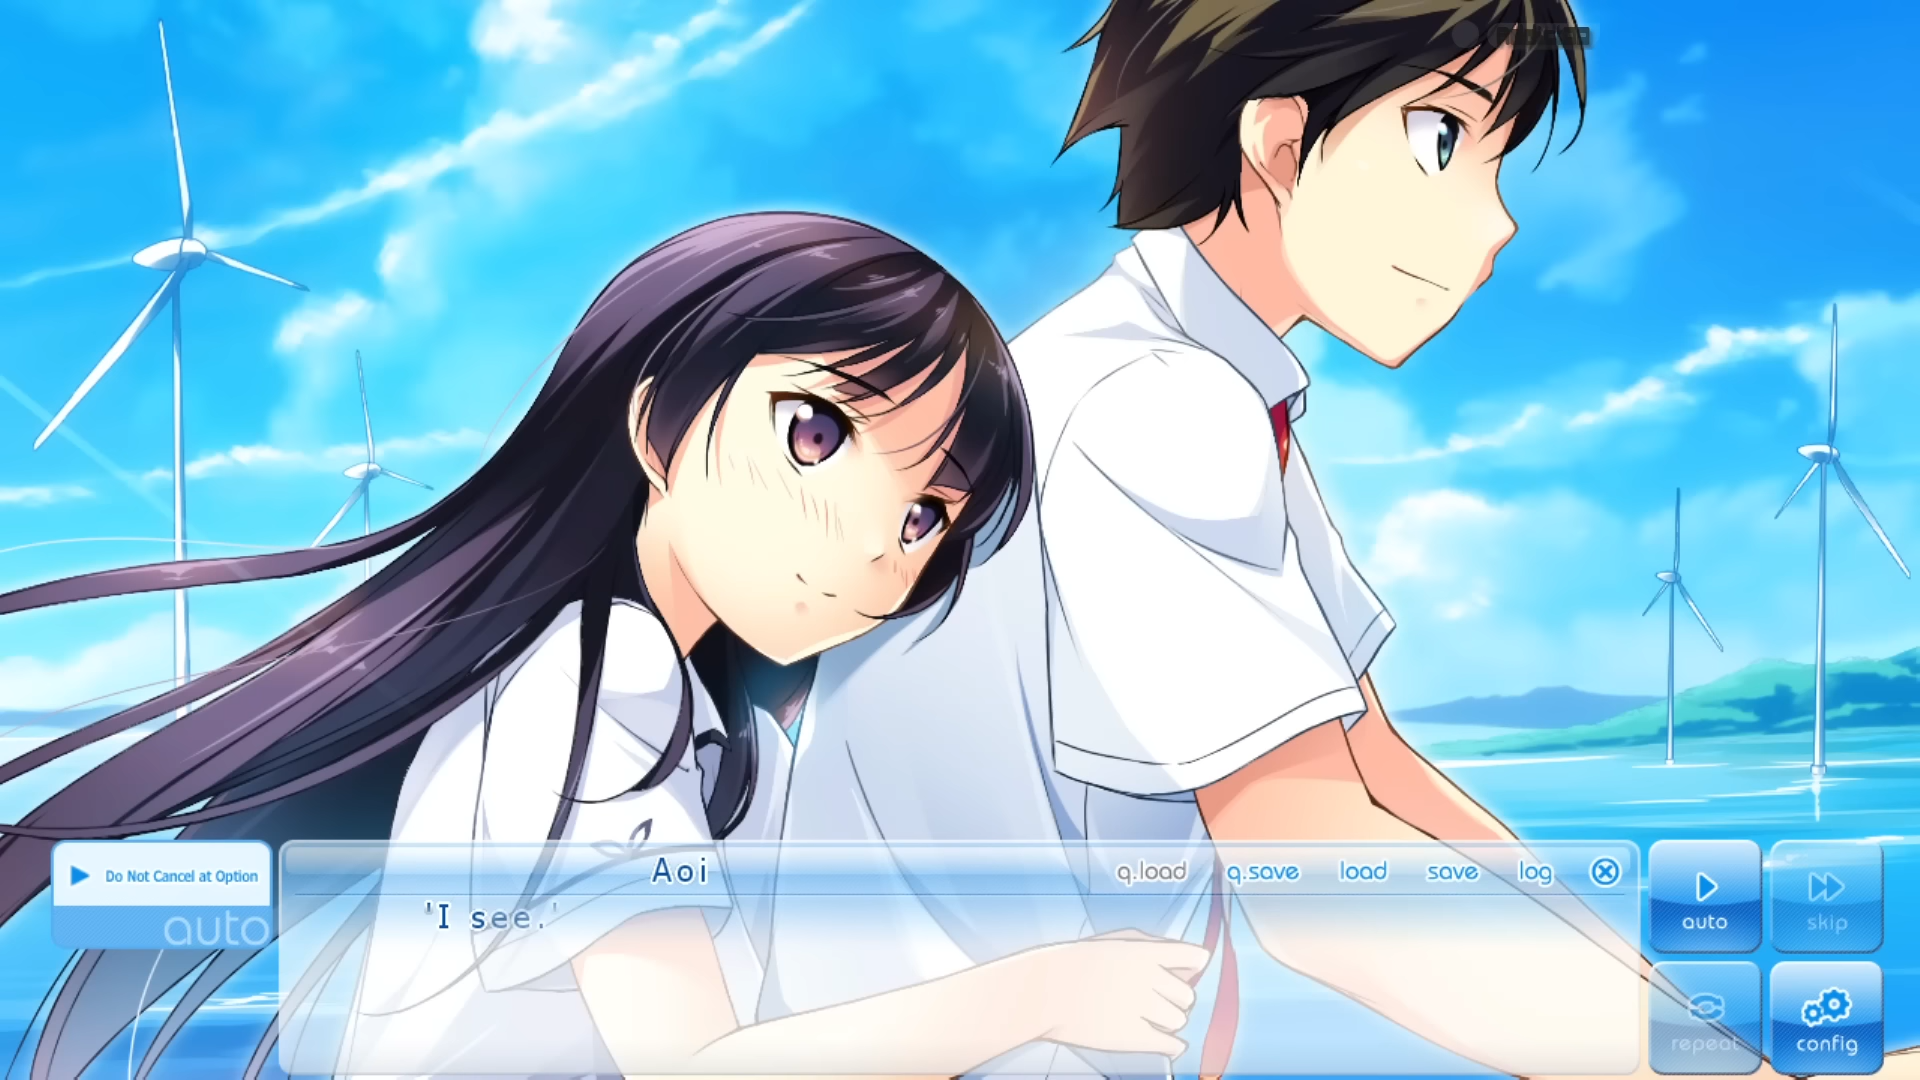 Do Not Cancel at Option
auto
Aoi
q.load q.save load save log
'I see.'
auto
skip
repeat
config